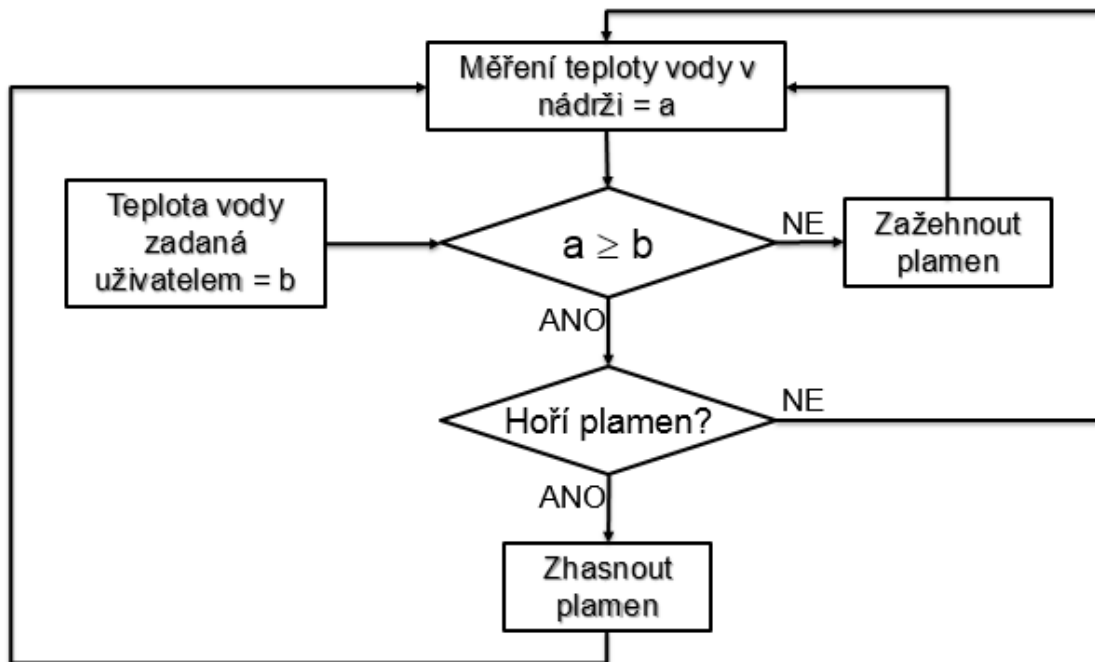 Měření teploty vody v
nádrži = a
Teplota vody
zadaná
uživatelem = b
a ≥ b
NE
Zažehnout
plamen
ANO
Hoří plamen?
NE
ANO
Zhasnout
plamen